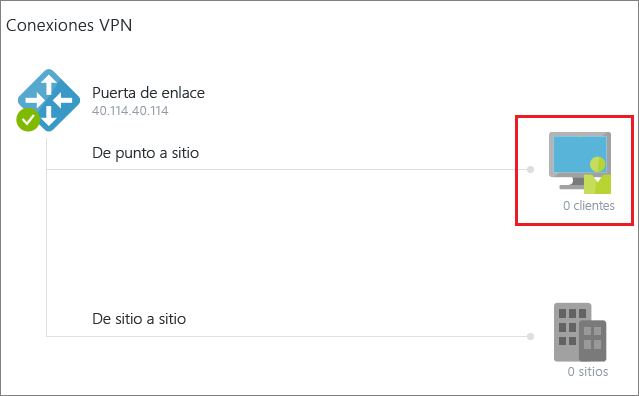 Conexiones VPN
Puerta de enlace
40.114.40.114
De punto a sitio
0 clientes
De sitio a sitio
0 sitios